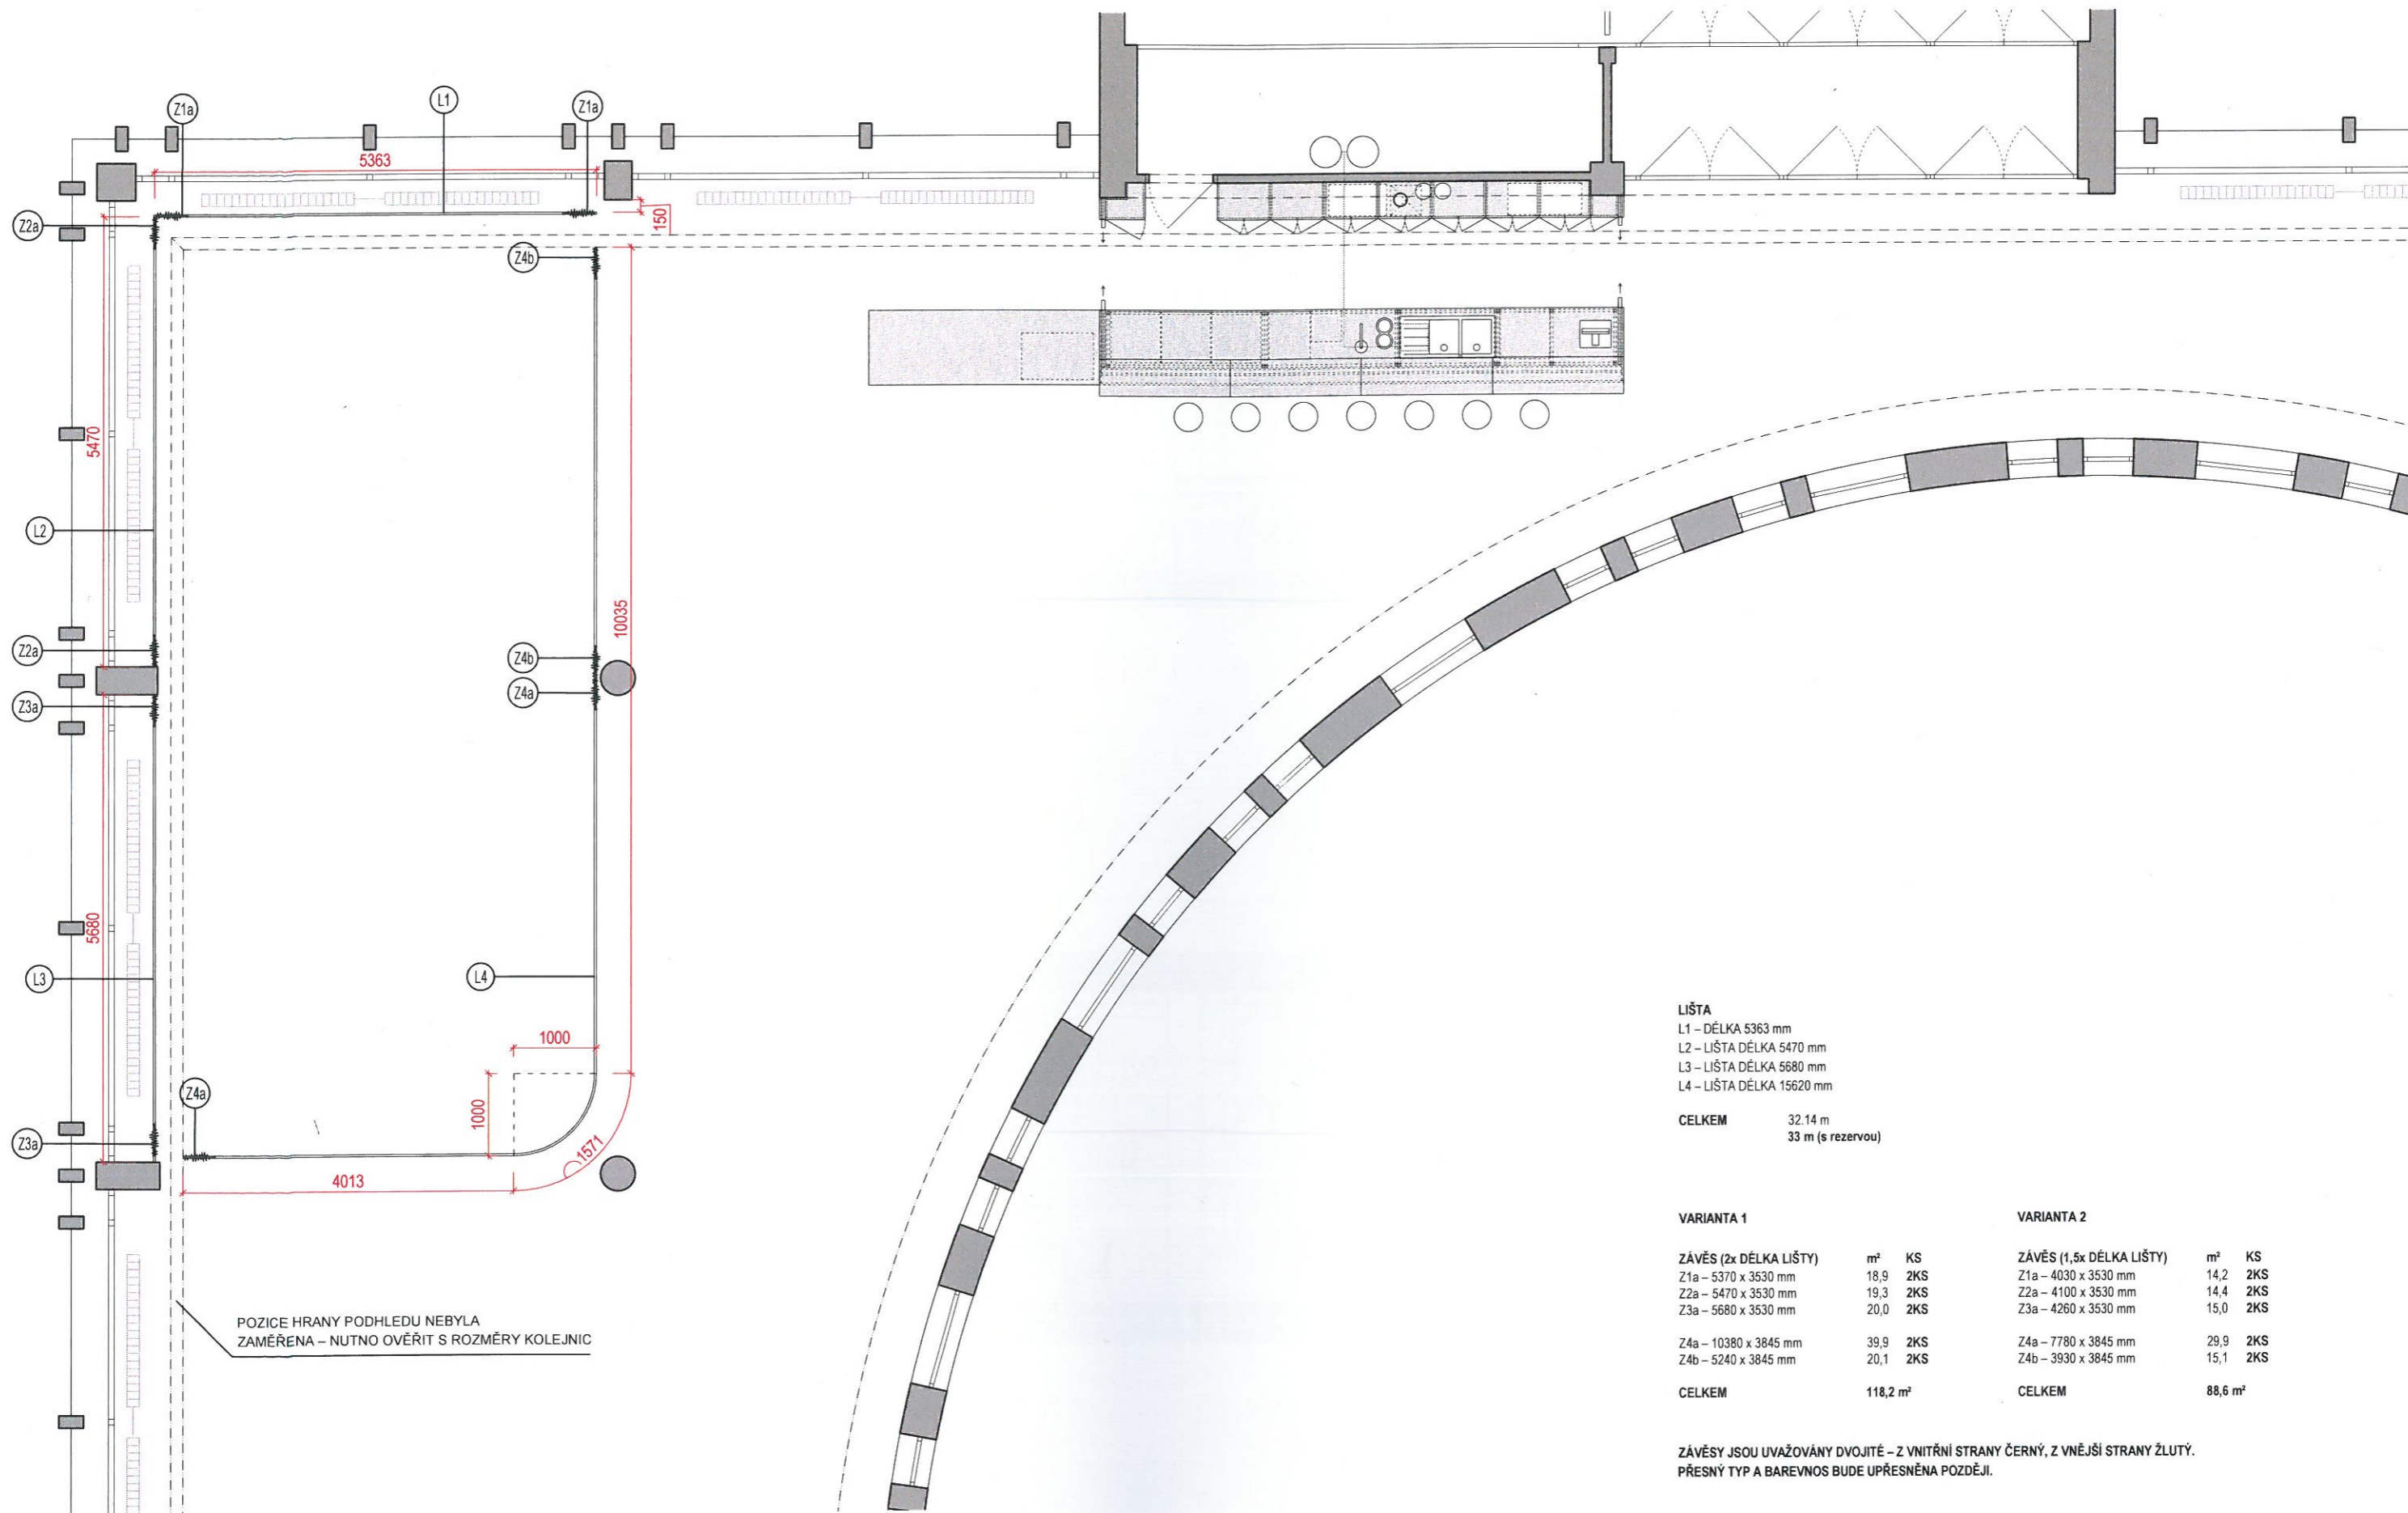 Z1a
L1
Z1a
5363
Z2a
150
Z4b
5470
L2
10035
Z2a
Z4b
Z4a
Z3a
5680
L3
L4
1000
Z4a
1000
Z3a
1571
4013
POZICE HRANY PODHLEDU NEBYLA
ZAMĚŘENA – NUTNO OVĚŘIT S ROZMĚRY KOLEJNIC
LIŠTA
L1 – DÉLKA 5363 mm
L2 – LIŠTA DÉLKA 5470 mm
L3 – LIŠTA DÉLKA 5680 mm
L4 – LIŠTA DÉLKA 15620 mm
CELKEM 32.14 m
33 m (s rezervou)
VARIANTA 1
ZÁVĚS (2x DÉLKA LIŠTY) m² KS
Z1a – 5370 x 3530 mm 18,9 2KS
Z2a – 5470 x 3530 mm 19,3 2KS
Z3a – 5680 x 3530 mm 20,0 2KS
Z4a – 10380 x 3845 mm 39,9 2KS
Z4b – 5240 x 3845 mm 20,1 2KS
CELKEM 118,2 m²
VARIANTA 2
ZÁVĚS (1,5x DÉLKA LIŠTY) m² KS
Z1a – 4030 x 3530 mm 14,2 2KS
Z2a – 4100 x 3530 mm 14,4 2KS
Z3a – 4260 x 3530 mm 15,0 2KS
Z4a – 7780 x 3845 mm 29,9 2KS
Z4b – 3930 x 3845 mm 15,1 2KS
CELKEM 88,6 m²
ZÁVĚSY JSOU UVAŽOVÁNY DVOJITÉ – Z VNITŘNÍ STRANY ČERNÝ, Z VNĚJŠÍ STRANY ŽLUTÝ.
PŘESNÝ TYP A BAREVNOS BUDE UPŘESNĚNA POZDĚJI.